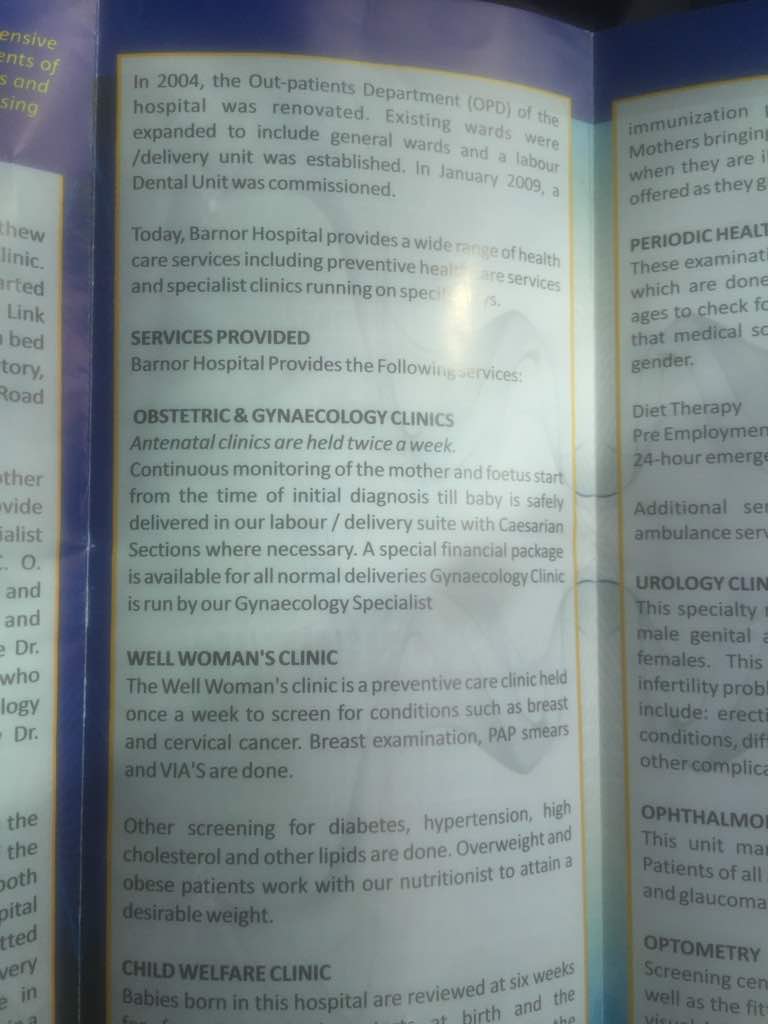 ensive
ents of
s and
sing
thew
linic.
arted
Link
bed
tory,
Road
other
vide
ialist
. O.
and
and
e Dr.
who
logy
Dr.
the
the
both
pital
tted
very
e in
In 2004, the Out-patients Department (OPD) of the
hospital was renovated. Existing wards were
expanded to include general wards and a labour
/delivery unit was established. In January 2009, a
Dental Unit was commissioned.
Today, Barnor Hospital provides a wide range of health
care services including preventive heal are services
and specialist clinics running on speci s.
SERVICES PROVIDED
Barnor Hospital Provides the Following services:
OBSTETRIC & GYNAECOLOGY CLINICS
Antenatal clinics are held twice a week.
Continuous monitoring of the mother and foetus start
from the time of initial diagnosis till baby is safely
delivered in our labour / delivery suite with Caesarian
Sections where necessary. A special financial package
is available for all normal deliveries Gynaecology Clinic
is run by our Gynaecology Specialist
WELL WOMAN'S CLINIC
The Well Woman's clinic is a preventive care clinic held
once a week to screen for conditions such as breast
and cervical cancer. Breast examination, PAP smears
and VIA'S are done.
Other screening for diabetes, hypertension, high
cholesterol and other lipids are done. Overweight and
obese patients work with our nutritionist to attain a
desirable weight.
CHILD WELFARE CLINIC
Babies born in this hospital are reviewed at six weeks
at birth and the
immunization
Mothers bringing
when they are i
offered as they g
PERIODIC HEALT
These examinati
which are done
ages to check fo
that medical sc
gender.
Diet Therapy
Pre Employmen
24-hour emerge
Additional ser
ambulance serv
UROLOGY CLIN
This specialty
male genital a
females. This
infertility probl
include: erecti
conditions, diff
other complica
OPHTHALMOL
This unit man
Patients of all
and glaucoma
OPTOMETRY
Screening cen
well as the fit